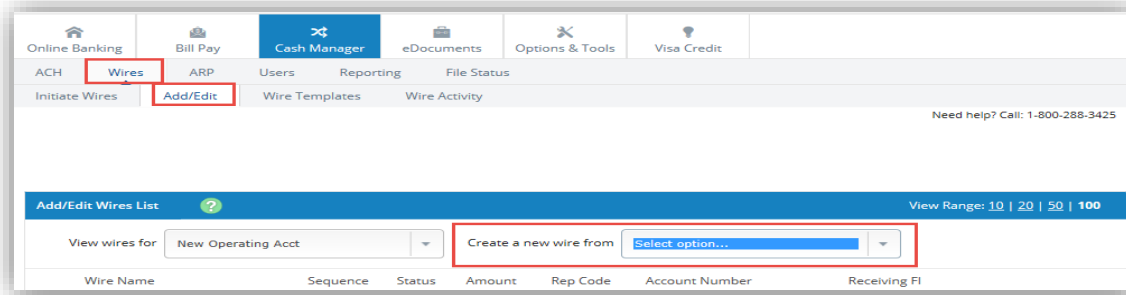 Online Banking Bill Pay Cash Manager eDocuments Options & Tools Visa Credit
ACH Wires ARP Users Reporting File Status
Initiate Wires Add/Edit Wire Templates Wire Activity
Need help? Call: 1-800-288-3425
Add/Edit Wires List ? View Range: 10 | 20 | 50 | 100
View wires for New Operating Acct Create a new wire from Select option...
Wire Name Sequence Status Amount Rep Code Account Number Receiving FI